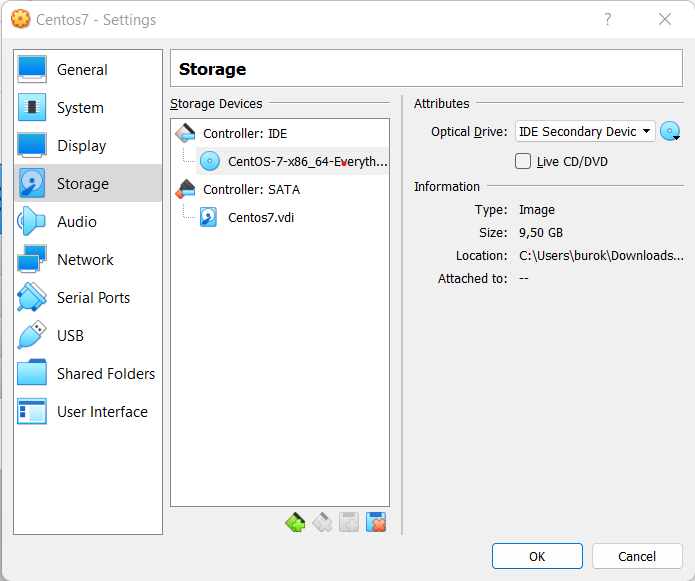 Centos7 - Settings
?
General
System
Display
Storage
Audio
Network
Serial Ports
USB
Shared Folders
User Interface
Storage
Storage Devices
Controller: IDE
CentOS-7-x86_64-Everyth...
Controller: SATA
Centos7.vdi
Attributes
Optical Drive: IDE Secondary Devic
Live CD/DVD
Information
Type: Image
Size: 9,50 GB
Location: C:\Users\burok\Downloads...
Attached to: --
OK
Cancel